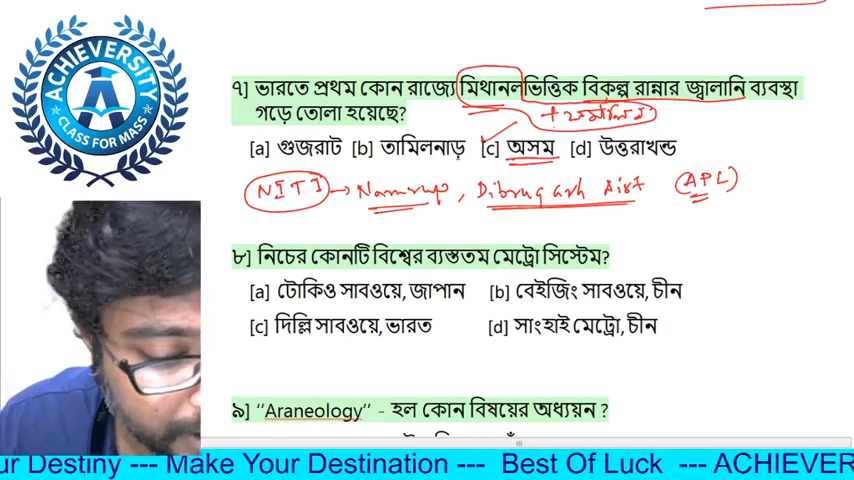 ACHIEVERSITY
CLASS FOR MASS
৭] ভারতে প্রথম কোন রাজ্যে মিথানলভিত্তিক বিকল্প রান্নার জ্বালানি ব্যবস্থা
গড়ে তোলা হয়েছে?
[a] গুজরাট [b] তামিলনাড় [c] অসম [d] উত্তরাখন্ড
NITI → Namrup, Dibrugarh Dist (APL)
৮] নিচের কোনটি বিশ্বের ব্যস্ততম মেট্রো সিস্টেম?
[a] টোকিও সাবওয়ে, জাপান [b] বেইজিং সাবওয়ে, চীন
[c] দিল্লি সাবওয়ে, ভারত [d] সাংহাই মেট্রো, চীন
৯] “Araneology” - হল কোন বিষয়ের অধ্যয়ন ?
ur Destiny --- Make Your Destination --- Best Of Luck --- ACHIEVER